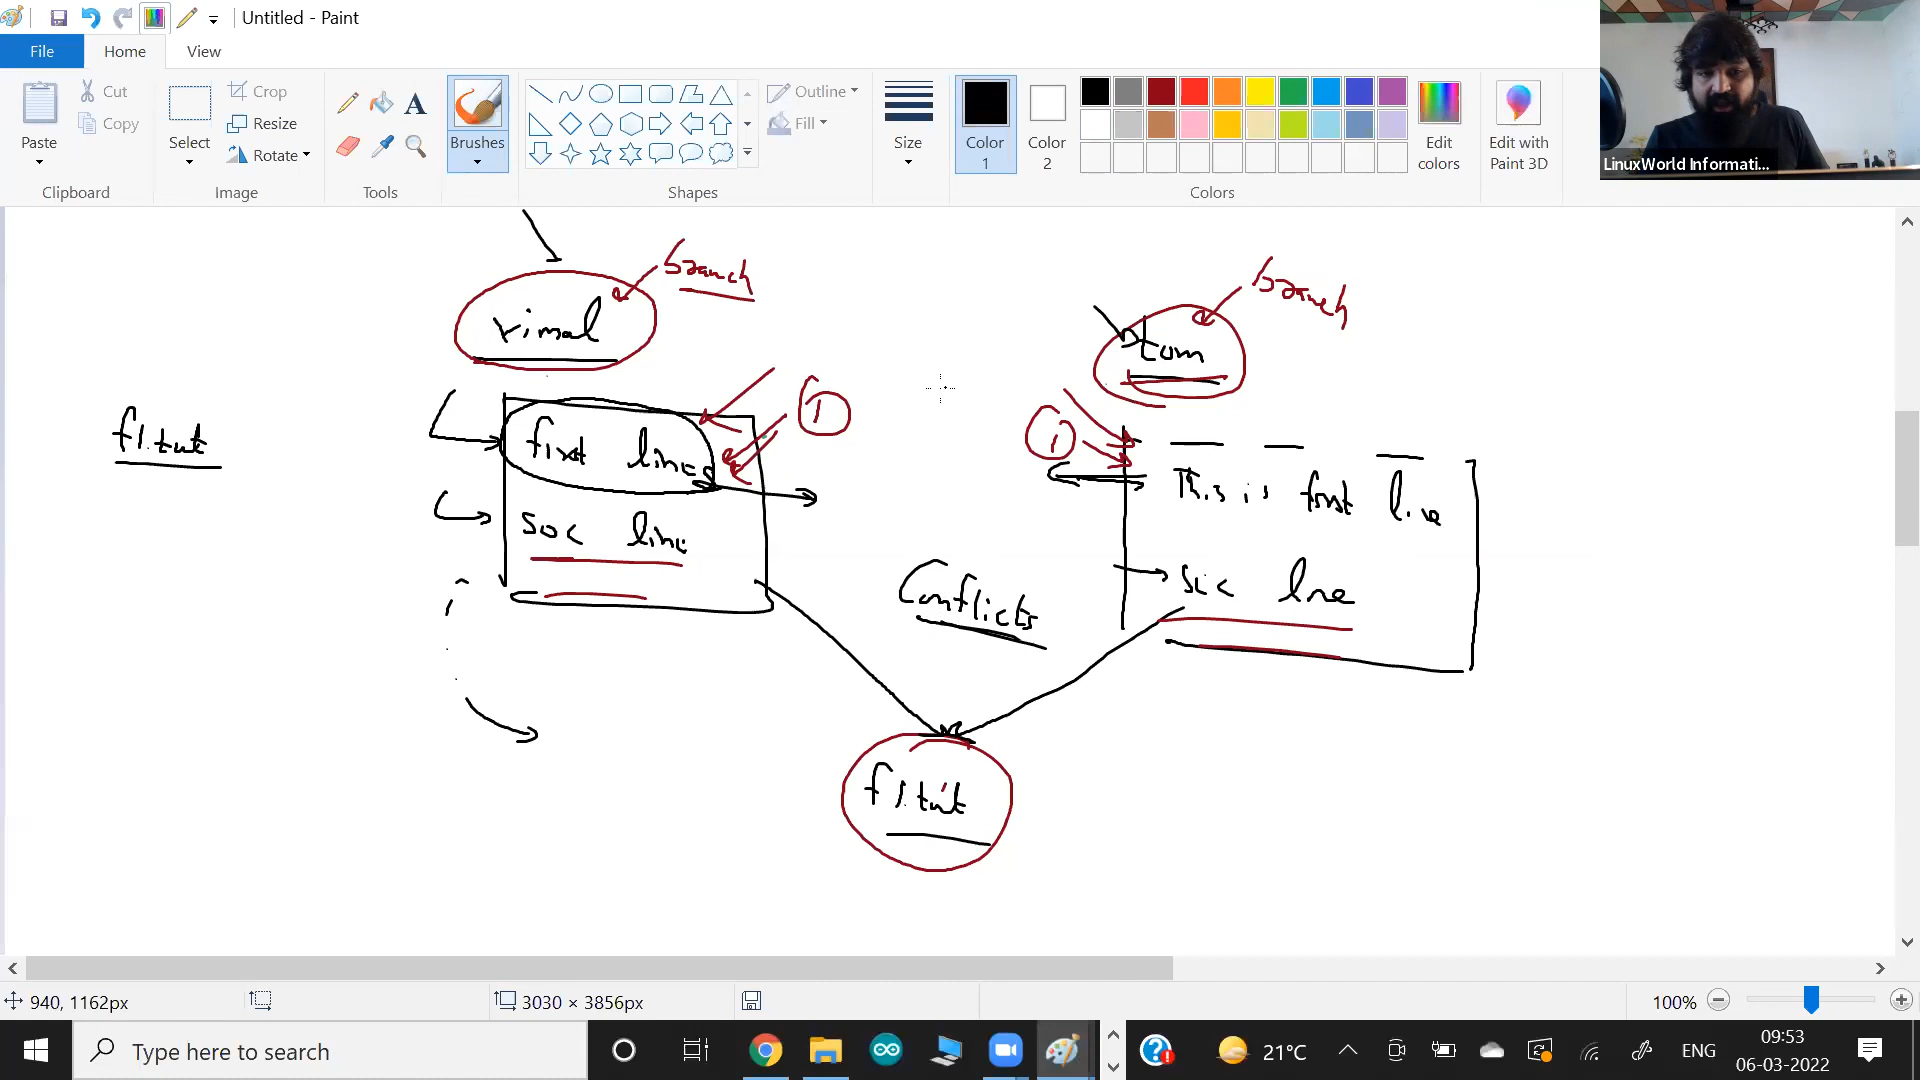 Untitled - Paint
File
Home
View
Paste
Cut
Copy
Clipboard
Select
Crop
Resize
Rotate
Image
Tools
Brushes
Shapes
Outline
Fill
Size
Color 1
Color 2
Colors
Edit colors
Edit with Paint 3D
LinuxWorld Informati...
branch
vimal
branch
tom
f1.txt
first line
1
1
This is first line
soc line
sec line
Conflicts
f1.txt
940, 1162px
3030 × 3856px
100%
Type here to search
21°C
ENG
09:53
06-03-2022